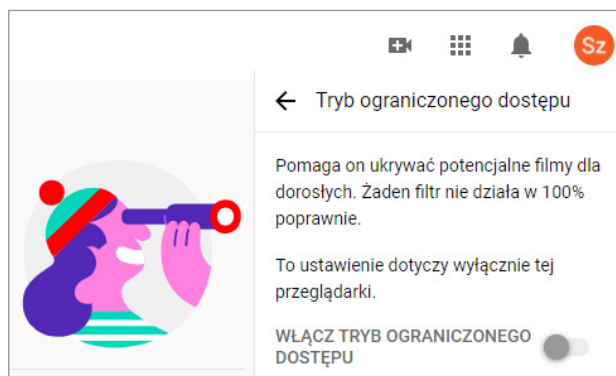 Sz
Tryb ograniczonego dostępu
Pomaga on ukrywać potencjalne filmy dla
dorosłych. Żaden filtr nie działa w 100%
poprawnie.
To ustawienie dotyczy wyłącznie tej
przeglądarki.
WŁĄCZ TRYB OGRANICZONEGO
DOSTĘPU